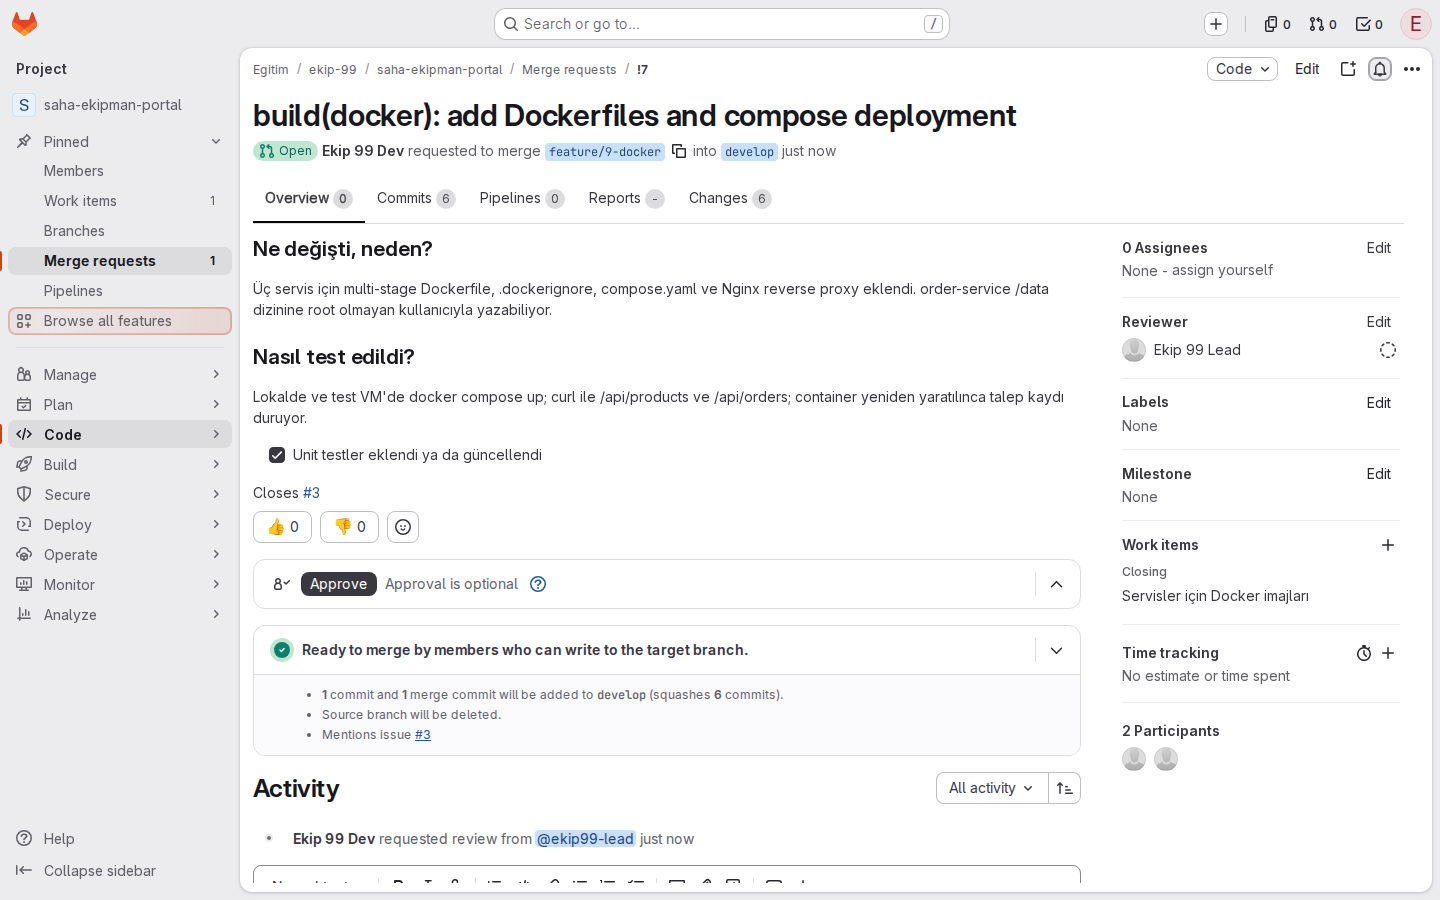 Search or go to...
/
0
0
0
E
Project
S
saha-ekipman-portal
Pinned
Members
Work items 1
Branches
Merge requests 1
Pipelines
Browse all features
Manage
Plan
Code
Build
Secure
Deploy
Operate
Monitor
Analyze
Help
Collapse sidebar
Egitim / ekip-99 / saha-ekipman-portal / Merge requests / !7
Code
Edit
build(docker): add Dockerfiles and compose deployment
Open Ekip 99 Dev requested to merge feature/9-docker into develop just now
Overview 0 Commits 6 Pipelines 0 Reports - Changes 6
Ne değişti, neden?
Üç servis için multi-stage Dockerfile, .dockerignore, compose.yaml ve Nginx reverse proxy eklendi. order-service /data
dizinine root olmayan kullanıcıyla yazabiliyor.
Nasıl test edildi?
Lokalde ve test VM'de docker compose up; curl ile /api/products ve /api/orders; container yeniden yaratılınca talep kaydı
duruyor.
Unit testler eklendi ya da güncellendi
Closes #3
👍 0 👎 0
Approve Approval is optional
Ready to merge by members who can write to the target branch.
1 commit and 1 merge commit will be added to develop (squashes 6 commits).
Source branch will be deleted.
Mentions issue #3
Activity
All activity
Ekip 99 Dev requested review from @ekip99-lead just now
0 Assignees Edit
None - assign yourself
Reviewer Edit
Ekip 99 Lead
Labels Edit
None
Milestone Edit
None
Work items
Closing
Servisler için Docker imajları
Time tracking
No estimate or time spent
2 Participants